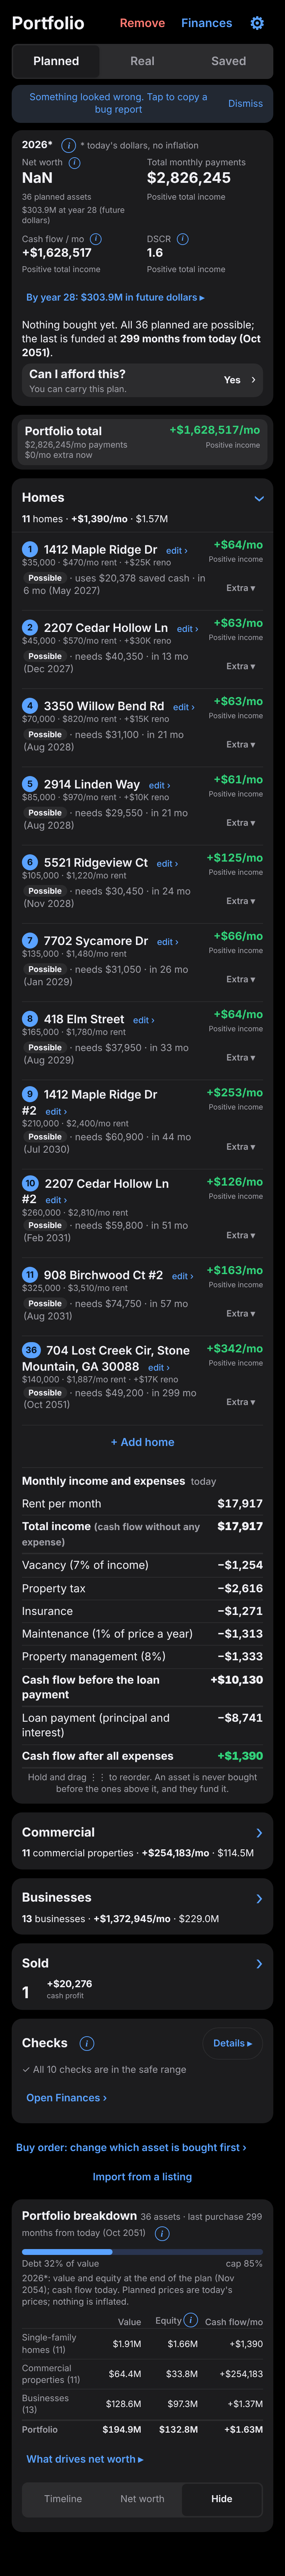 Portfolio Remove Finances
Planned Real Saved
Something looked wrong. Tap to copy a
bug report
Dismiss
2026* i * today's dollars, no inflation
Net worth i
NaN
36 planned assets
$303.9M at year 28 (future
dollars)
Total monthly payments
$2,826,245
Positive total income
Cash flow / mo i
+$1,628,517
Positive total income
DSCR i
1.6
Positive total income
By year 28: $303.9M in future dollars ▸
Nothing bought yet. All 36 planned are possible;
the last is funded at 299 months from today (Oct
2051).
Can I afford this?
You can carry this plan.
Yes ›
Portfolio total +$1,628,517/mo
$2,826,245/mo payments Positive income
$0/mo extra now
Homes
11 homes · +$1,390/mo · $1.57M
1 1412 Maple Ridge Dr edit › +$64/mo
$35,000 · $470/mo rent · +$25K reno Positive income
Possible · uses $20,378 saved cash · in
6 mo (May 2027) Extra ▾
2 2207 Cedar Hollow Ln edit › +$63/mo
$45,000 · $570/mo rent · +$30K reno Positive income
Possible · needs $40,350 · in 13 mo
(Dec 2027) Extra ▾
4 3350 Willow Bend Rd edit › +$63/mo
$70,000 · $820/mo rent · +$15K reno Positive income
Possible · needs $31,100 · in 21 mo
(Aug 2028) Extra ▾
5 2914 Linden Way edit › +$61/mo
$85,000 · $970/mo rent · +$10K reno Positive income
Possible · needs $29,550 · in 21 mo
(Aug 2028) Extra ▾
6 5521 Ridgeview Ct edit › +$125/mo
$105,000 · $1,220/mo rent Positive income
Possible · needs $30,450 · in 24 mo
(Nov 2028) Extra ▾
7 7702 Sycamore Dr edit › +$66/mo
$135,000 · $1,480/mo rent Positive income
Possible · needs $31,050 · in 26 mo
(Jan 2029) Extra ▾
8 418 Elm Street edit › +$64/mo
$165,000 · $1,780/mo rent Positive income
Possible · needs $37,950 · in 33 mo
(Aug 2029) Extra ▾
9 1412 Maple Ridge Dr +$253/mo
#2 edit › Positive income
$210,000 · $2,400/mo rent
Possible · needs $60,900 · in 44 mo
(Jul 2030) Extra ▾
10 2207 Cedar Hollow Ln +$126/mo
#2 edit › Positive income
$260,000 · $2,810/mo rent
Possible · needs $59,800 · in 51 mo
(Feb 2031) Extra ▾
11 908 Birchwood Ct #2 edit › +$163/mo
$325,000 · $3,510/mo rent Positive income
Possible · needs $74,750 · in 57 mo
(Aug 2031) Extra ▾
36 704 Lost Creek Cir, Stone +$342/mo
Mountain, GA 30088 edit › Positive income
$140,000 · $1,887/mo rent · +$17K reno
Possible · needs $49,200 · in 299 mo
(Oct 2051) Extra ▾
+ Add home
Monthly income and expenses today
Rent per month $17,917
Total income (cash flow without any $17,917
expense)
Vacancy (7% of income) −$1,254
Property tax −$2,616
Insurance −$1,271
Maintenance (1% of price a year) −$1,313
Property management (8%) −$1,333
Cash flow before the loan +$10,130
payment
Loan payment (principal and −$8,741
interest)
Cash flow after all expenses +$1,390
Hold and drag ⋮⋮ to reorder. An asset is never bought
before the ones above it, and they fund it.
Commercial ›
11 commercial properties · +$254,183/mo · $114.5M
Businesses ›
13 businesses · +$1,372,945/mo · $229.0M
Sold ›
1 +$20,276
cash profit
Checks i Details ▸
✓ All 10 checks are in the safe range
Open Finances ›
Buy order: change which asset is bought first ›
Import from a listing
Portfolio breakdown 36 assets · last purchase 299
months from today (Oct 2051) i
Debt 32% of value cap 85%
2026*: value and equity at the end of the plan (Nov
2054); cash flow today. Planned prices are today's
prices; nothing is inflated.
Value Equity i Cash flow/mo
Single-family
homes (11) $1.91M $1.66M +$1,390
Commercial
properties (11) $64.4M $33.8M +$254,183
Businesses
(13) $128.6M $97.3M +$1.37M
Portfolio $194.9M $132.8M +$1.63M
What drives net worth ▸
Timeline Net worth Hide